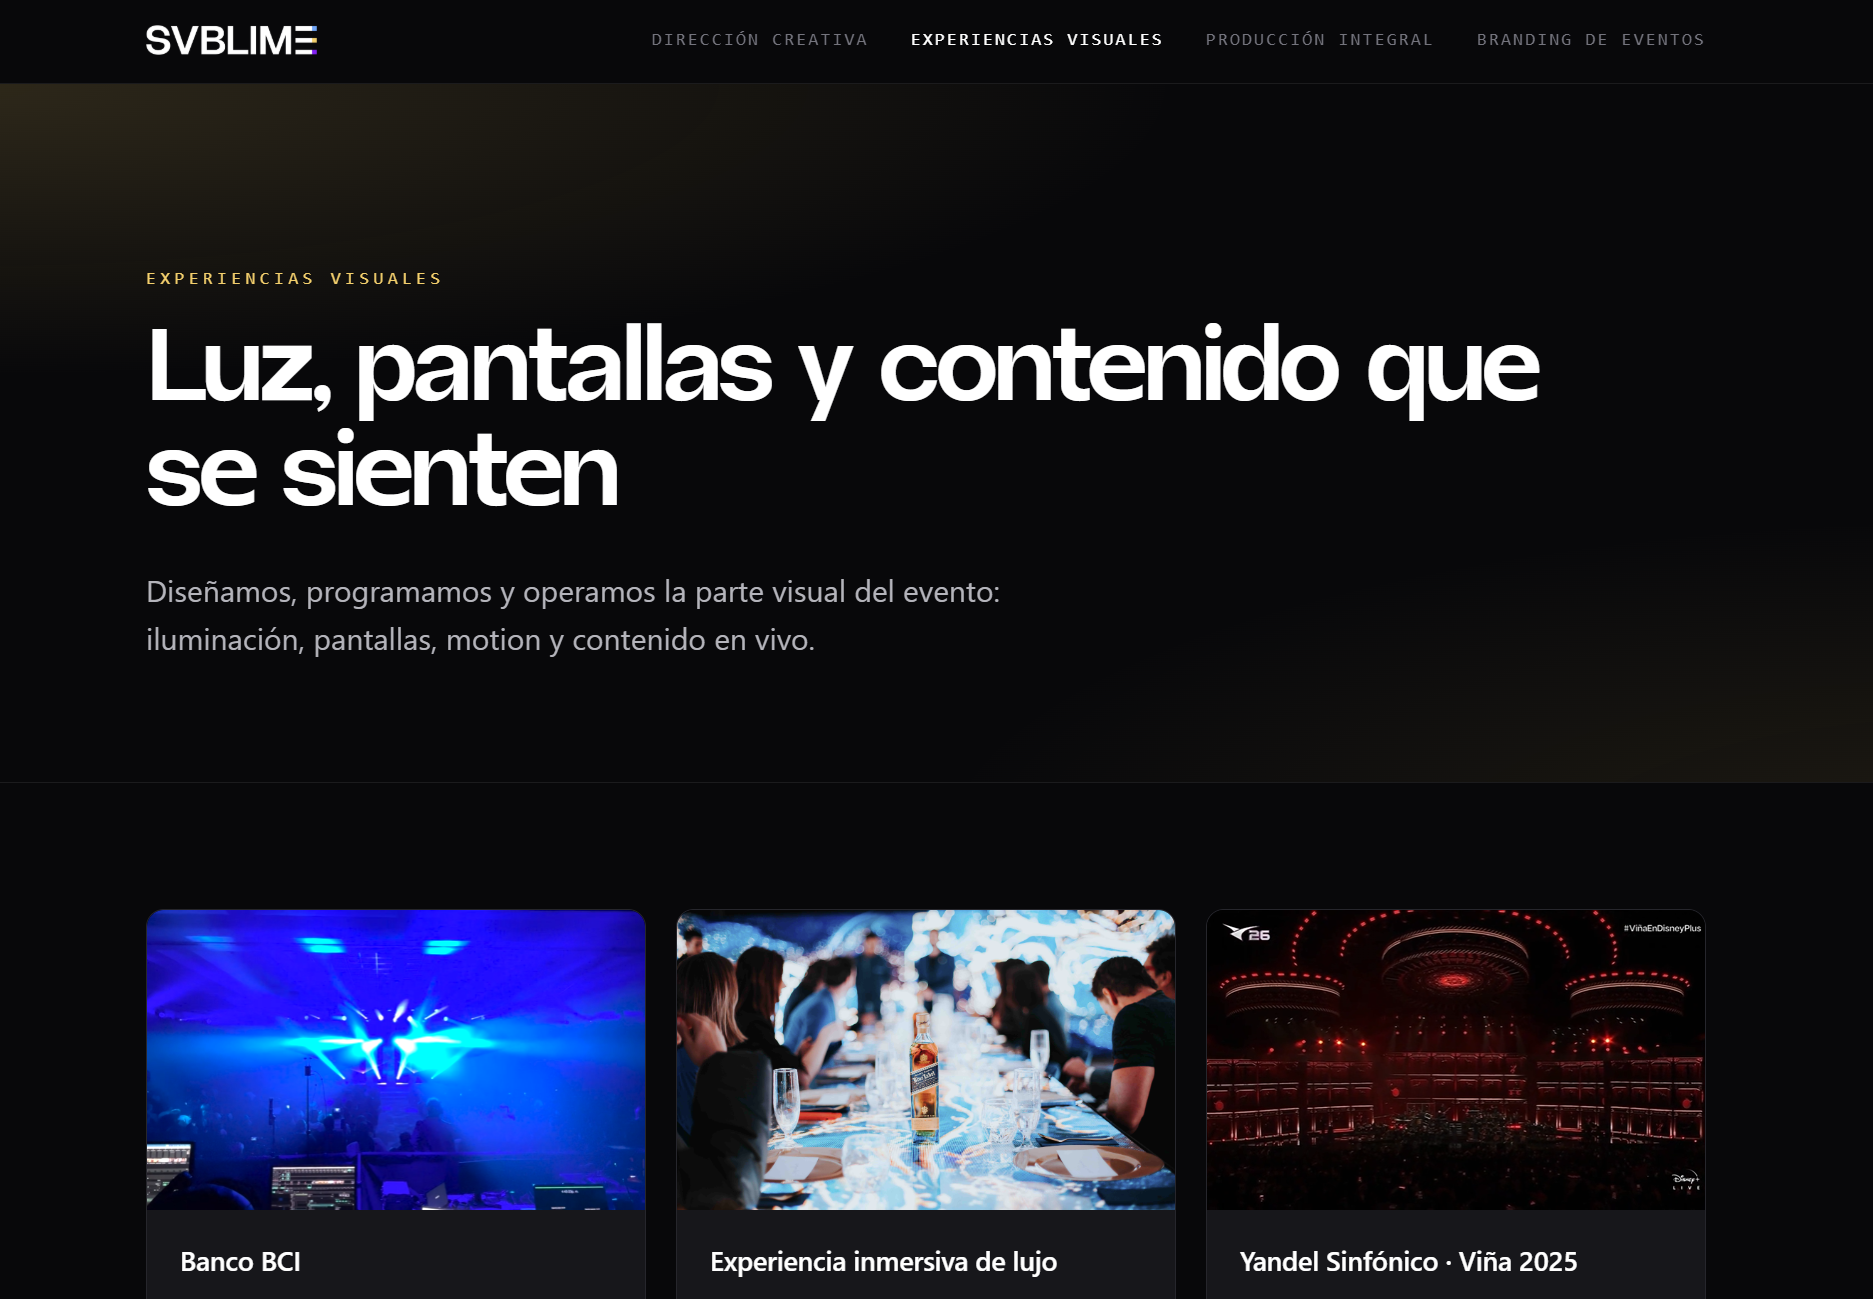 SVBLIME
DIRECCIÓN CREATIVA
EXPERIENCIAS VISUALES
PRODUCCIÓN INTEGRAL
BRANDING DE EVENTOS
EXPERIENCIAS VISUALES
Luz, pantallas y contenido que
se sienten
Diseñamos, programamos y operamos la parte visual del evento:
iluminación, pantallas, motion y contenido en vivo.
26
#ViñaEnDisneyPlus
Disney+
LIVE
Banco BCI
Experiencia inmersiva de lujo
Yandel Sinfónico · Viña 2025